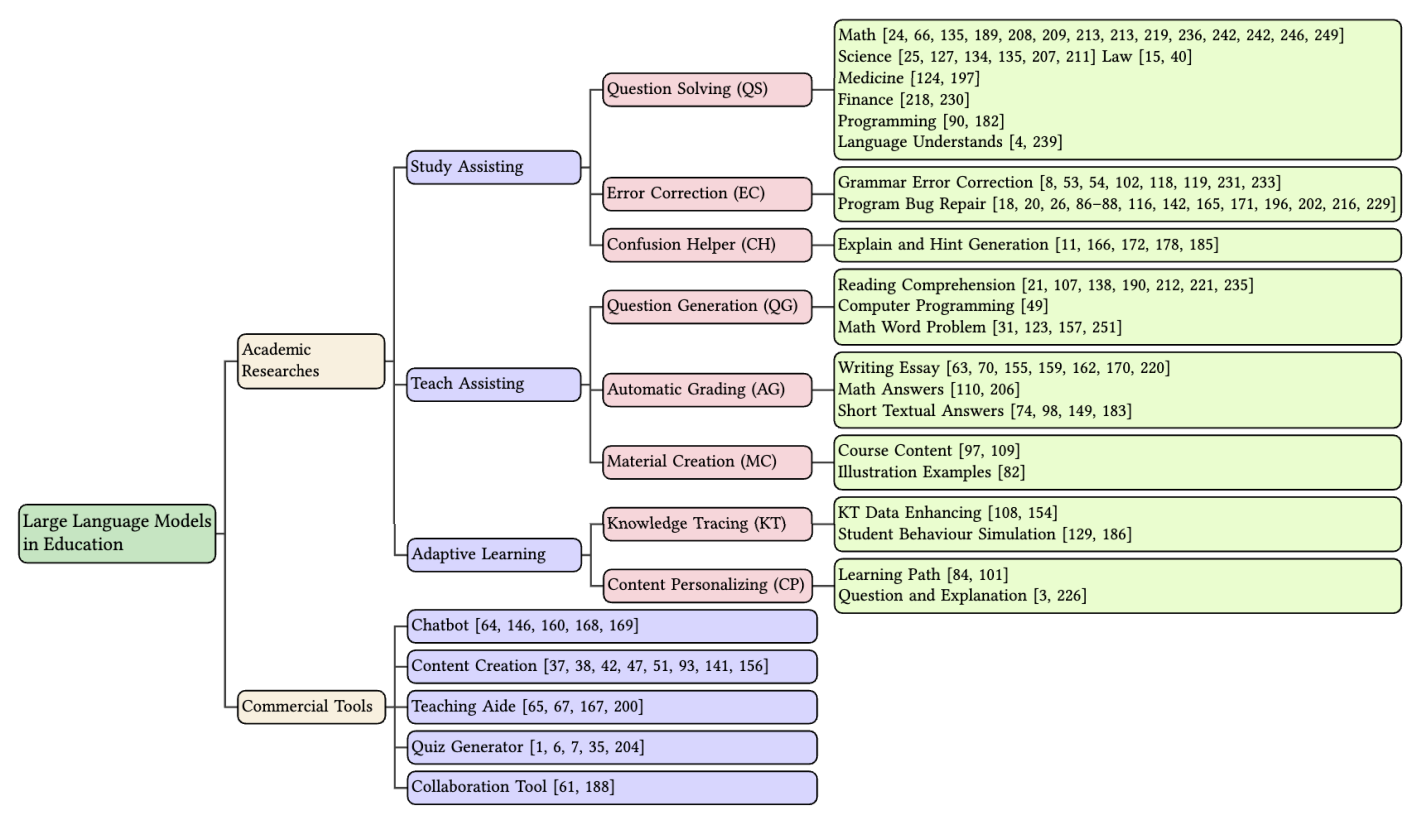 Large Language Models
in Education
Academic
Researches
Study Assisting
Question Solving (QS)
Math [24, 66, 135, 189, 208, 209, 213, 213, 219, 236, 242, 242, 246, 249]
Science [25, 127, 134, 135, 207, 211] Law [15, 40]
Medicine [124, 197]
Finance [218, 230]
Programming [90, 182]
Language Understands [4, 239]
Error Correction (EC)
Grammar Error Correction [8, 53, 54, 102, 118, 119, 231, 233]
Program Bug Repair [18, 20, 26, 86–88, 116, 142, 165, 171, 196, 202, 216, 229]
Confusion Helper (CH)
Explain and Hint Generation [11, 166, 172, 178, 185]
Teach Assisting
Question Generation (QG)
Reading Comprehension [21, 107, 138, 190, 212, 221, 235]
Computer Programming [49]
Math Word Problem [31, 123, 157, 251]
Automatic Grading (AG)
Writing Essay [63, 70, 155, 159, 162, 170, 220]
Math Answers [110, 206]
Short Textual Answers [74, 98, 149, 183]
Material Creation (MC)
Course Content [97, 109]
Illustration Examples [82]
Adaptive Learning
Knowledge Tracing (KT)
KT Data Enhancing [108, 154]
Student Behaviour Simulation [129, 186]
Content Personalizing (CP)
Learning Path [84, 101]
Question and Explanation [3, 226]
Commercial Tools
Chatbot [64, 146, 160, 168, 169]
Content Creation [37, 38, 42, 47, 51, 93, 141, 156]
Teaching Aide [65, 67, 167, 200]
Quiz Generator [1, 6, 7, 35, 204]
Collaboration Tool [61, 188]